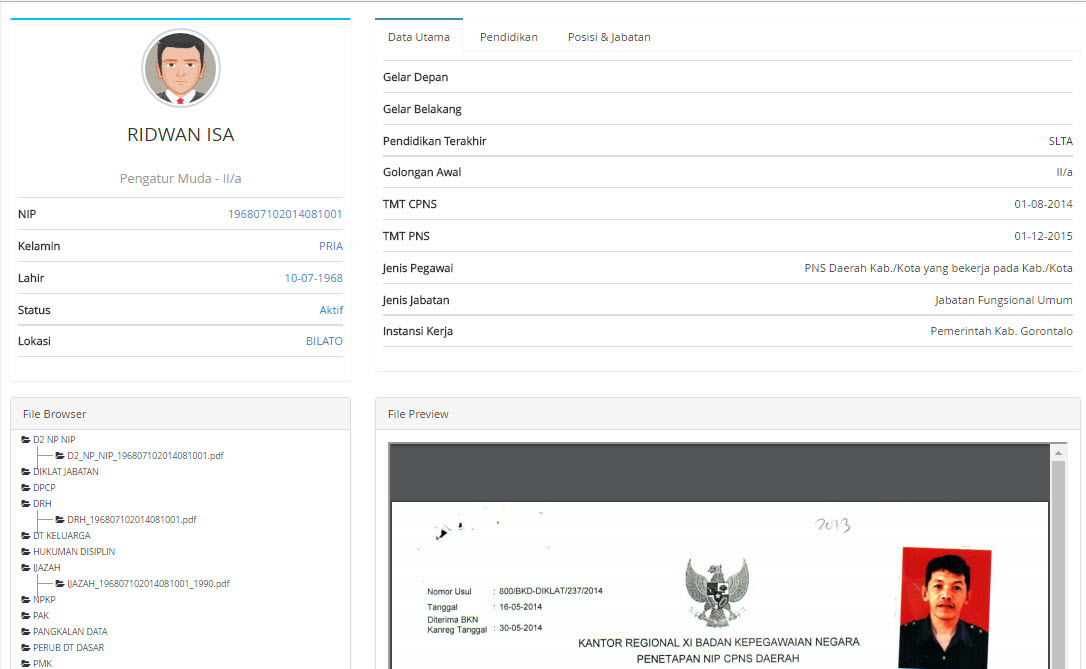 RIDWAN ISA
Pengatur Muda - II/a
NIP 196807102014081001
Kelamin PRIA
Lahir 10-07-1968
Status Aktif
Lokasi BILATO
Data Utama Pendidikan Posisi & Jabatan
Gelar Depan
Gelar Belakang
Pendidikan Terakhir SLTA
Golongan Awal II/a
TMT CPNS 01-08-2014
TMT PNS 01-12-2015
Jenis Pegawai PNS Daerah Kab./Kota yang bekerja pada Kab./Kota
Jenis Jabatan Jabatan Fungsional Umum
Instansi Kerja Pemerintah Kab. Gorontalo
File Browser
D2 NP NIP
D2_NP_NIP_196807102014081001.pdf
DIKLAT JABATAN
DPCP
DRH
DRH_196807102014081001.pdf
DT KELUARGA
HUKUMAN DISIPLIN
IJAZAH
IJAZAH_196807102014081001_1990.pdf
NPKP
PAK
PANGKALAN DATA
PERUB DT DASAR
PMK
File Preview
2013
Nomor Usul : 800/BKD-DIKLAT/237/2014
Tanggal : 16-05-2014
Diterima BKN
Kanreg Tanggal : 30-05-2014
KANTOR REGIONAL XI BADAN KEPEGAWAIAN NEGARA
PENETAPAN NIP CPNS DAERAH